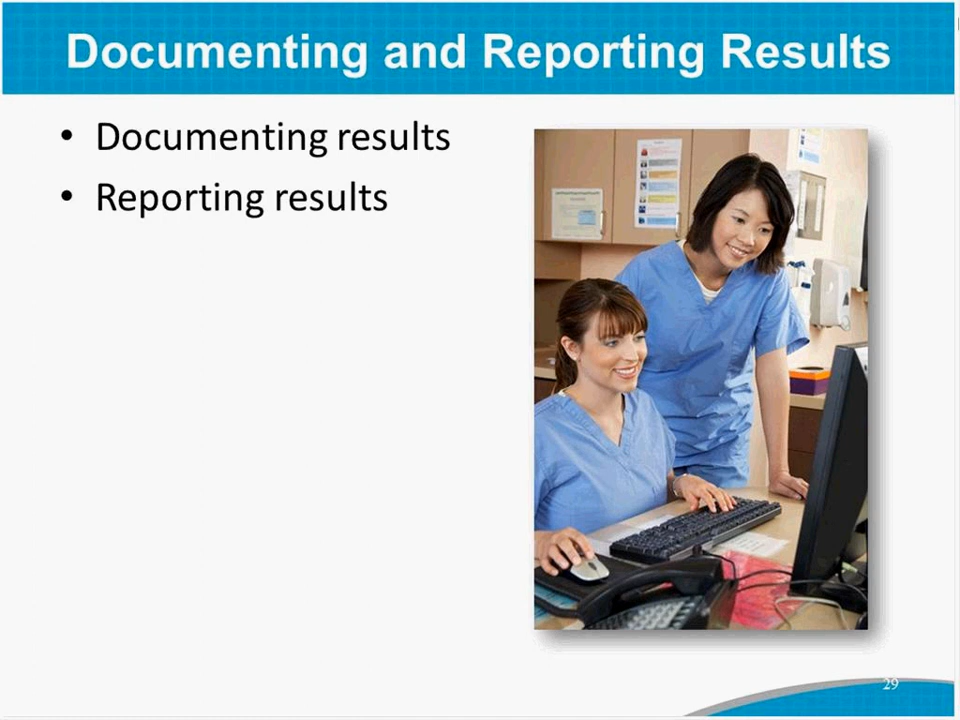 Documenting and Reporting Results
• Documenting results
• Reporting results
29